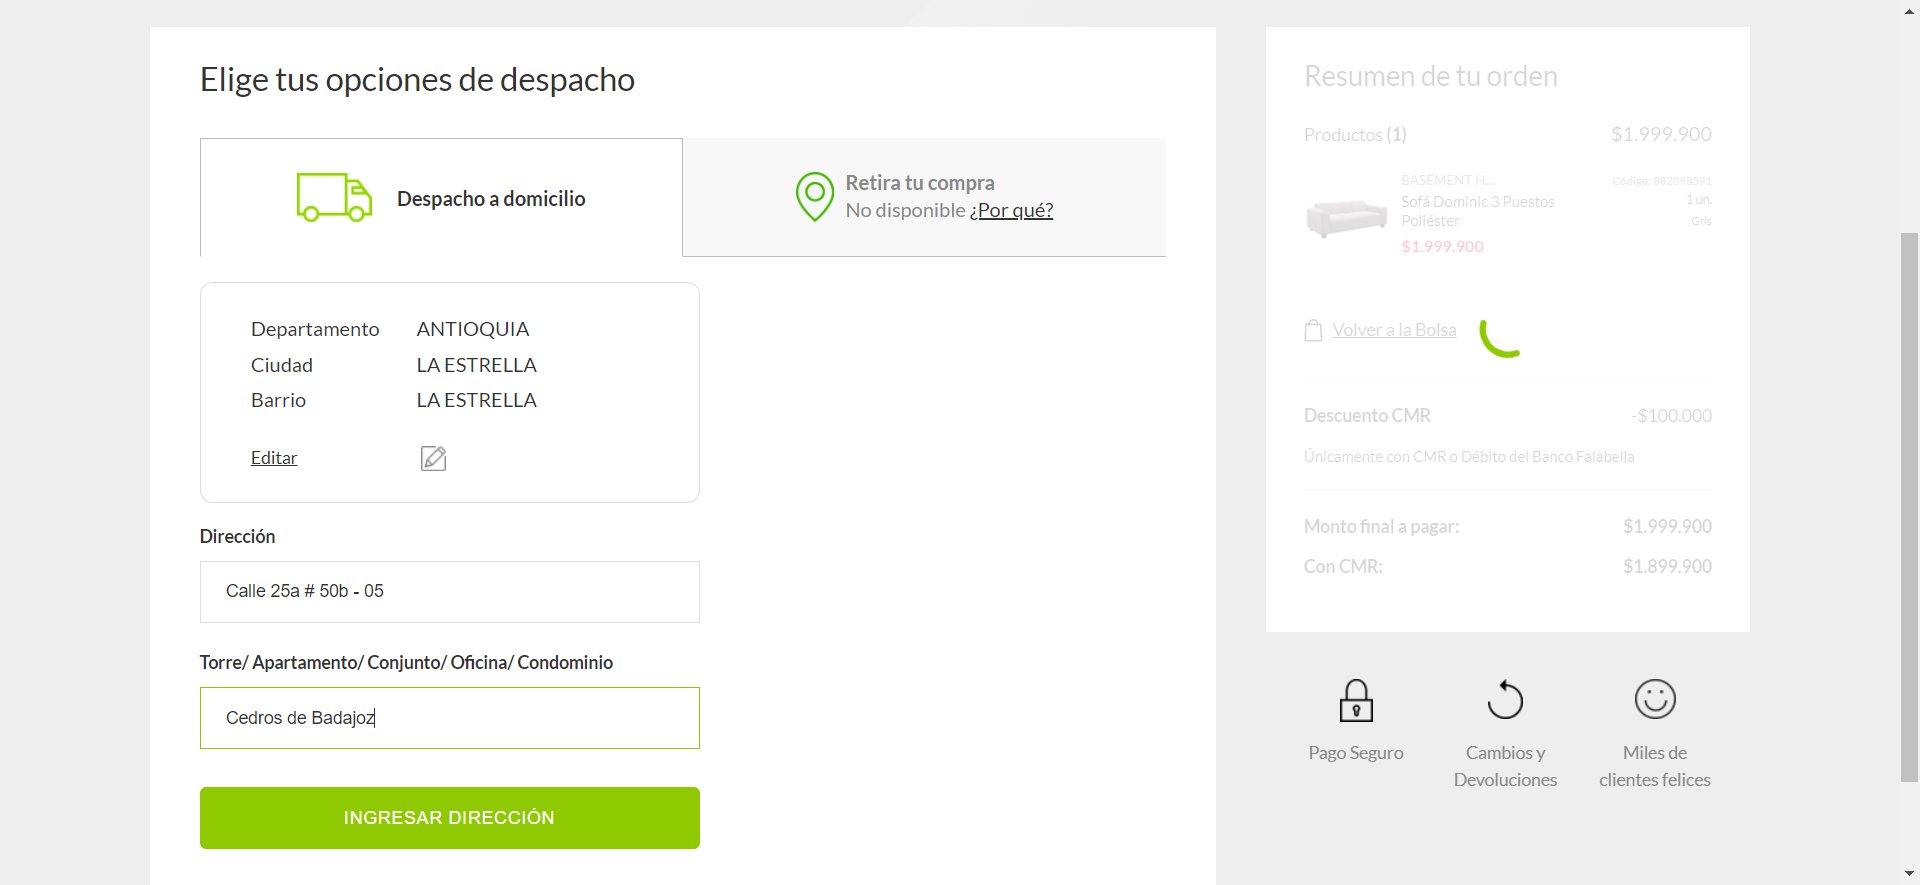 Elige tus opciones de despacho
Despacho a domicilio
Retira tu compra
No disponible ¿Por qué?
Departamento ANTIOQUIA
Ciudad LA ESTRELLA
Barrio LA ESTRELLA
Editar
Dirección
Calle 25a # 50b - 05
Torre/ Apartamento/ Conjunto/ Oficina/ Condominio
Cedros de Badajoz
INGRESAR DIRECCIÓN
Resumen de tu orden
Productos (1) $1.999.900
BASEMENT H... Código: 882098591
Sofá Dominic 3 Puestos 1 un.
Poliéster Gris
$1.999.900
Volver a la Bolsa
Descuento CMR -$100.000
Únicamente con CMR o Débito del Banco Falabella
Monto final a pagar: $1.999.900
Con CMR: $1.899.900
Pago Seguro
Cambios y
Devoluciones
Miles de
clientes felices